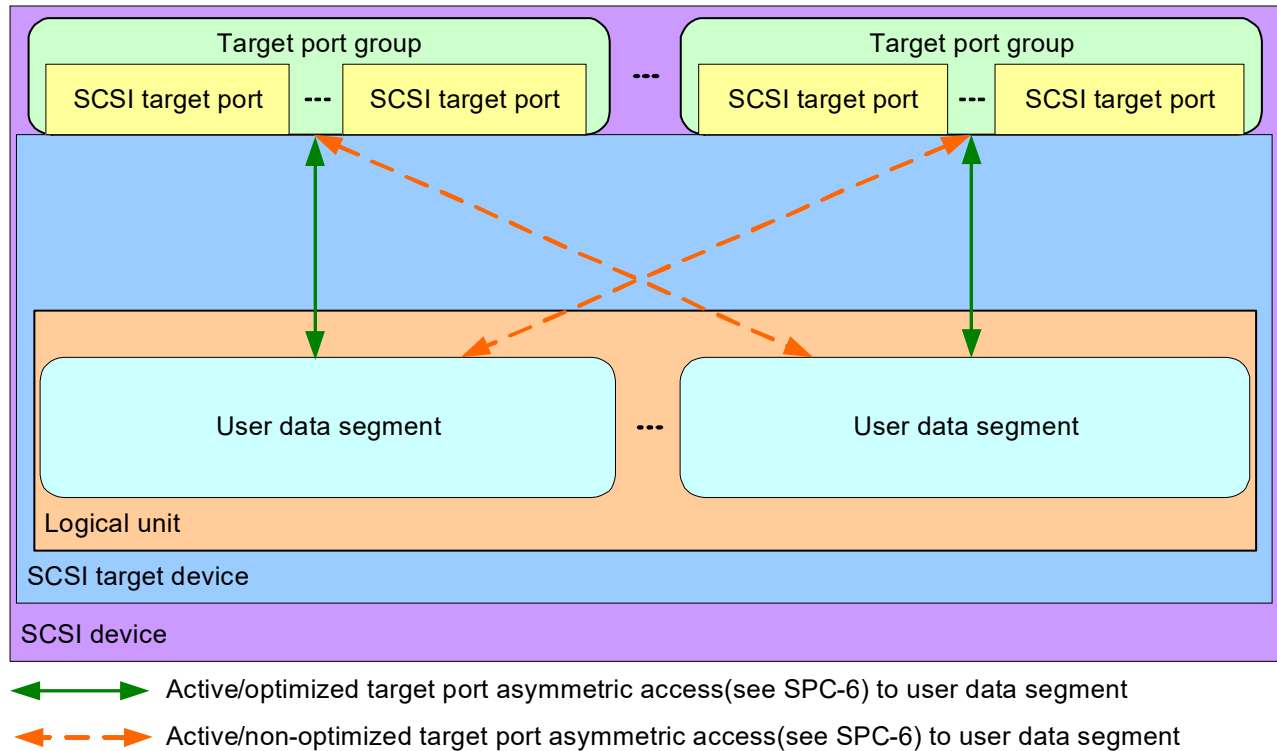 Target port group
Target port group
SCSI target port --- SCSI target port --- SCSI target port --- SCSI target port
User data segment --- User data segment
Logical unit
SCSI target device
SCSI device
Active/optimized target port asymmetric access(see SPC-6) to user data segment
Active/non-optimized target port asymmetric access(see SPC-6) to user data segment